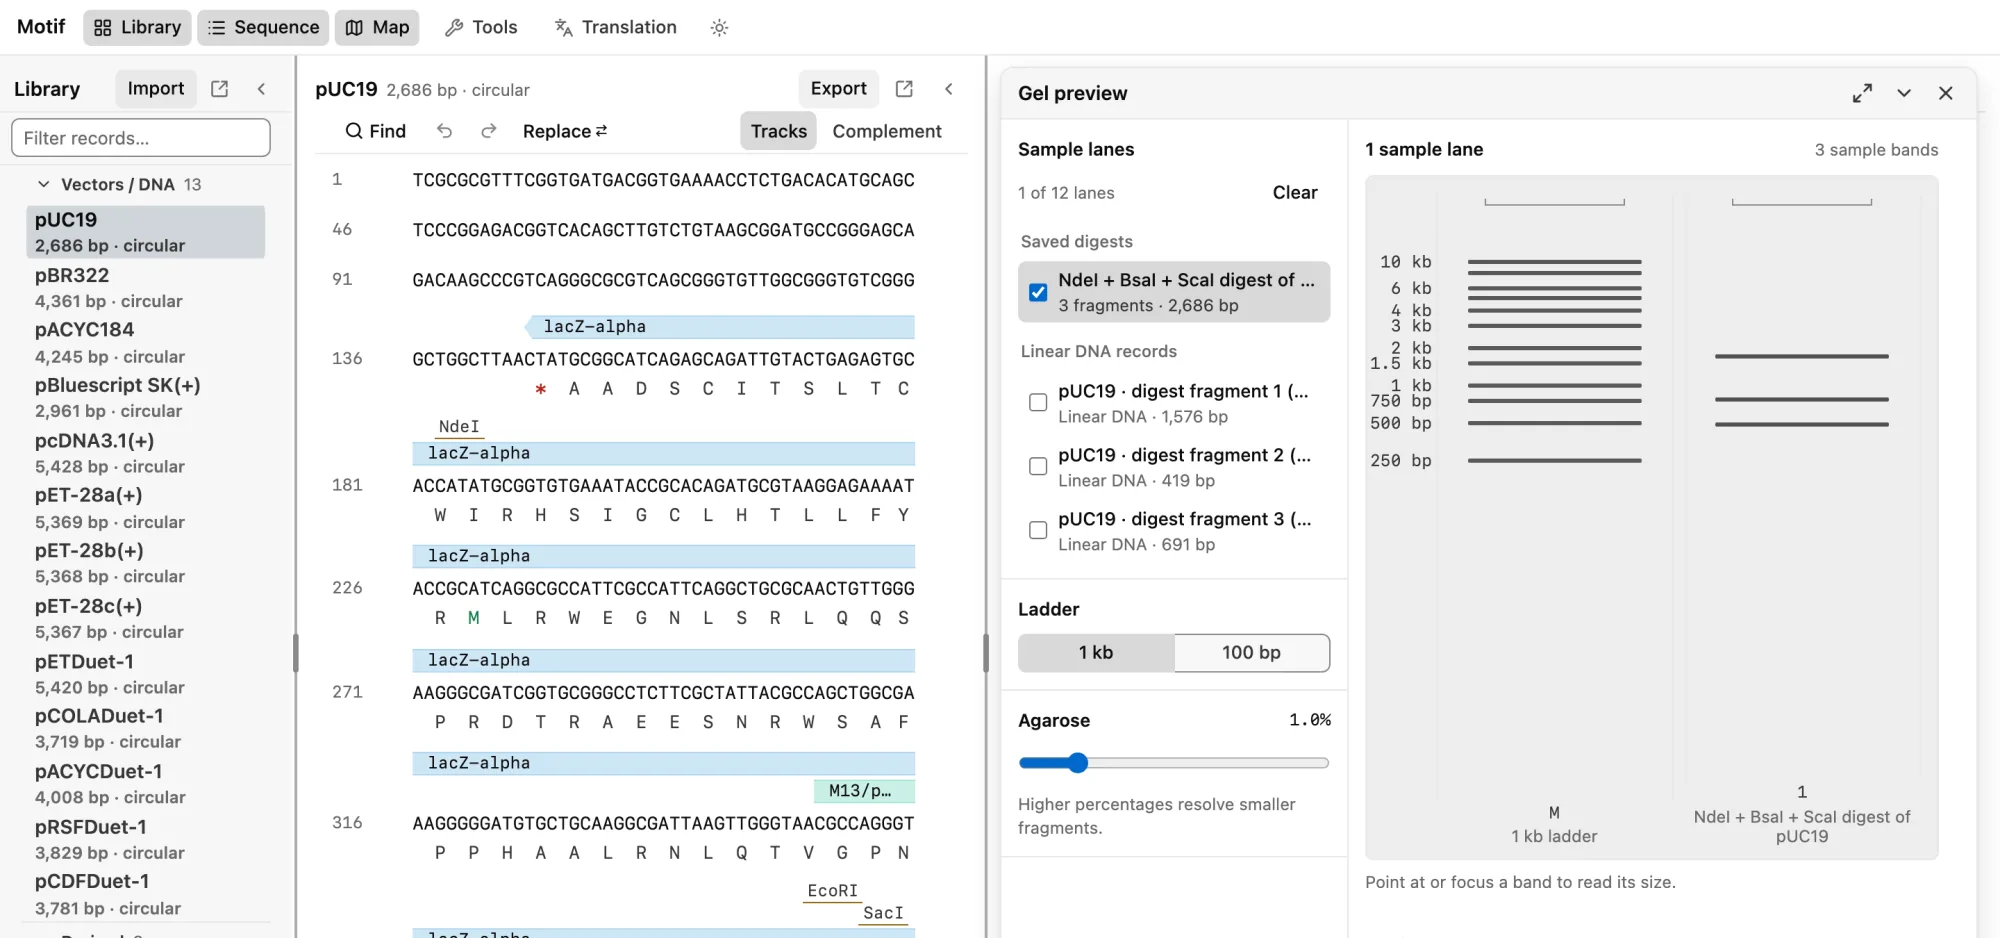 Motif
Library
Sequence
Map
Tools
Translation
Library
Import
Filter records...
Vectors / DNA 13
pUC19
2,686 bp · circular
pBR322
4,361 bp · circular
pACYC184
4,245 bp · circular
pBluescript SK(+)
2,961 bp · circular
pcDNA3.1(+)
5,428 bp · circular
pET-28a(+)
5,369 bp · circular
pET-28b(+)
5,368 bp · circular
pET-28c(+)
5,367 bp · circular
pETDuet-1
5,420 bp · circular
pCOLADuet-1
3,719 bp · circular
pACYCDuet-1
4,008 bp · circular
pRSFDuet-1
3,829 bp · circular
pCDFDuet-1
3,781 bp · circular
pUC19 2,686 bp · circular
Export
Find
Replace
Tracks
Complement
1 TCGCGCGTTTCGGTGATGACGGTGAAAACCTCTGACACATGCAGC
46 TCCCGGAGACGGTCACAGCTTGTCTGTAAGCGGATGCCGGGAGCA
91 GACAAGCCCGTCAGGGCGCGTCAGCGGGTGTTGGCGGGTGTCGGG
lacZ-alpha
136 GCTGGCTTAACTATGCGGCATCAGAGCAGATTGTACTGAGAGTGC
* A A D S C I T S L T C
NdeI
lacZ-alpha
181 ACCATATGCGGTGTGAAATACCGCACAGATGCGTAAGGAGAAAAT
W I R H S I G C L H T L L F Y
lacZ-alpha
226 ACCGCATCAGGCGCCATTCGCCATTCAGGCTGCGCAACTGTTGGG
R M L R W E G N L S R L Q Q S
lacZ-alpha
271 AAGGGCGATCGGTGCGGGCCTCTTCGCTATTACGCCAGCTGGCGA
P R D T R A E E S N R W S A F
lacZ-alpha
M13/p…
316 AAGGGGGATGTGCTGCAAGGCGATTAAGTTGGGTAACGCCAGGGT
P P H A A L R N L Q T V G P N
EcoRI
SacI
lacZ-alpha
Gel preview
Sample lanes
1 of 12 lanes
Clear
Saved digests
NdeI + BsaI + ScaI digest of ...
3 fragments · 2,686 bp
Linear DNA records
pUC19 · digest fragment 1 (...
Linear DNA · 1,576 bp
pUC19 · digest fragment 2 (...
Linear DNA · 419 bp
pUC19 · digest fragment 3 (...
Linear DNA · 691 bp
Ladder
1 kb
100 bp
Agarose 1.0%
Higher percentages resolve smaller
fragments.
1 sample lane
3 sample bands
10 kb
6 kb
4 kb
3 kb
2 kb
1.5 kb
1 kb
750 bp
500 bp
250 bp
M
1 kb ladder
1
NdeI + BsaI + ScaI digest of
pUC19
Point at or focus a band to read its size.